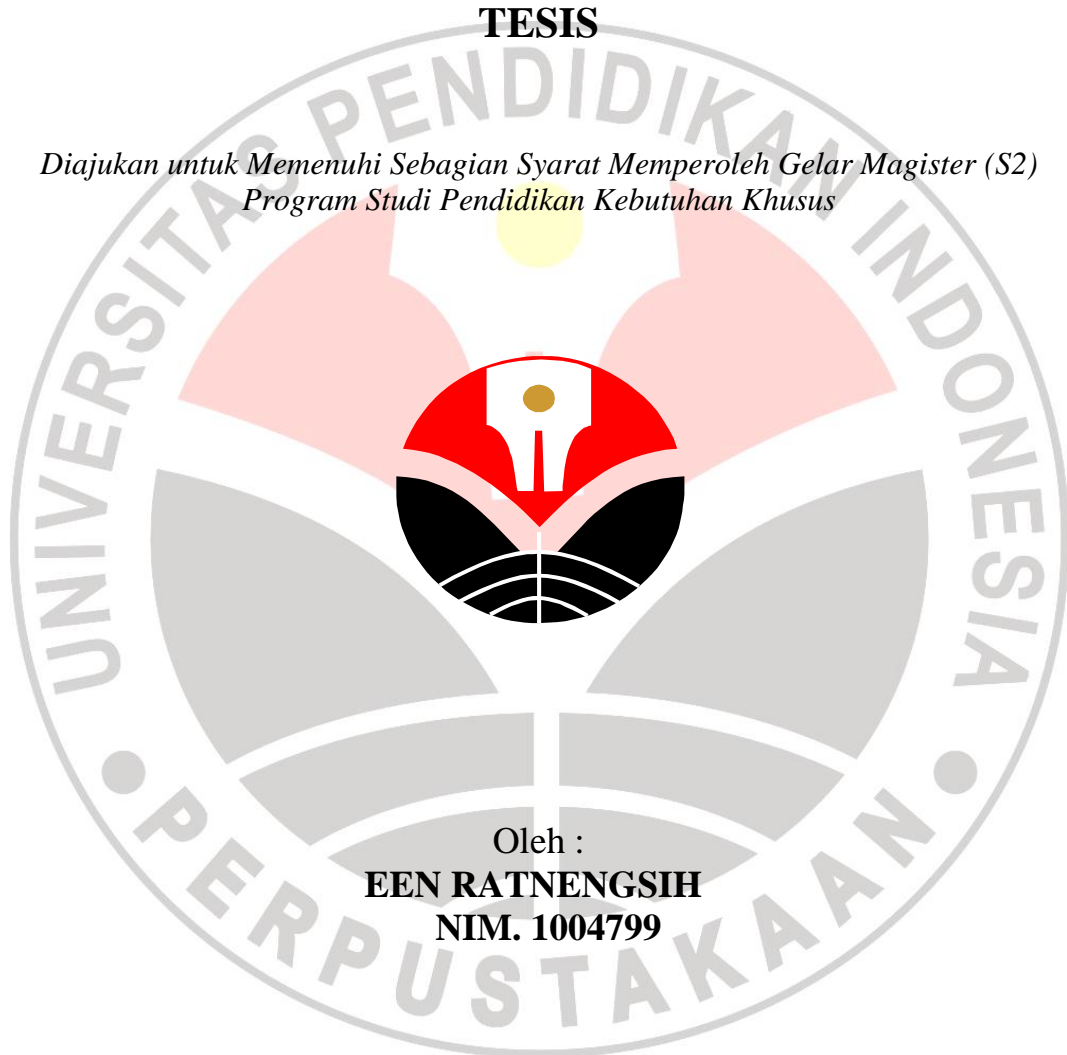 TESIS
Diajukan untuk Memenuhi Sebagian Syarat Memperoleh Gelar Magister (S2)
Program Studi Pendidikan Kebutuhan Khusus
UNIVERSITAS PENDIDIKAN INDONESIA
Oleh :
EEN RATNENGSIH
NIM. 1004799
PERPUSTAKAAN